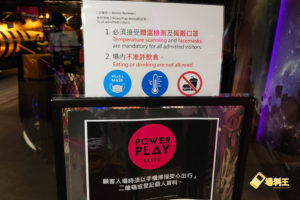 1. 必須接受體溫檢測及佩戴口罩
Temperature scanning and facemasks
are mandatory for all admitted visitors.
2. 場內不准許飲食。
Eating or drinking are not allowed.
POWER
PLAY
顧客入場時須以手機掃描安心出行
二維碼或登記個人資料。
著數王